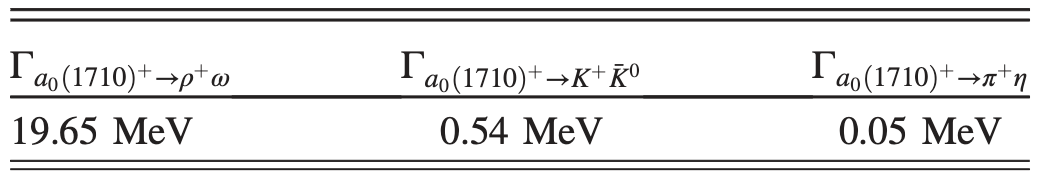 Γ_{a₀(1710)⁺→ρ⁺ω} Γ_{a₀(1710)⁺→K⁺K̄⁰} Γ_{a₀(1710)⁺→π⁺η}
19.65 MeV 0.54 MeV 0.05 MeV